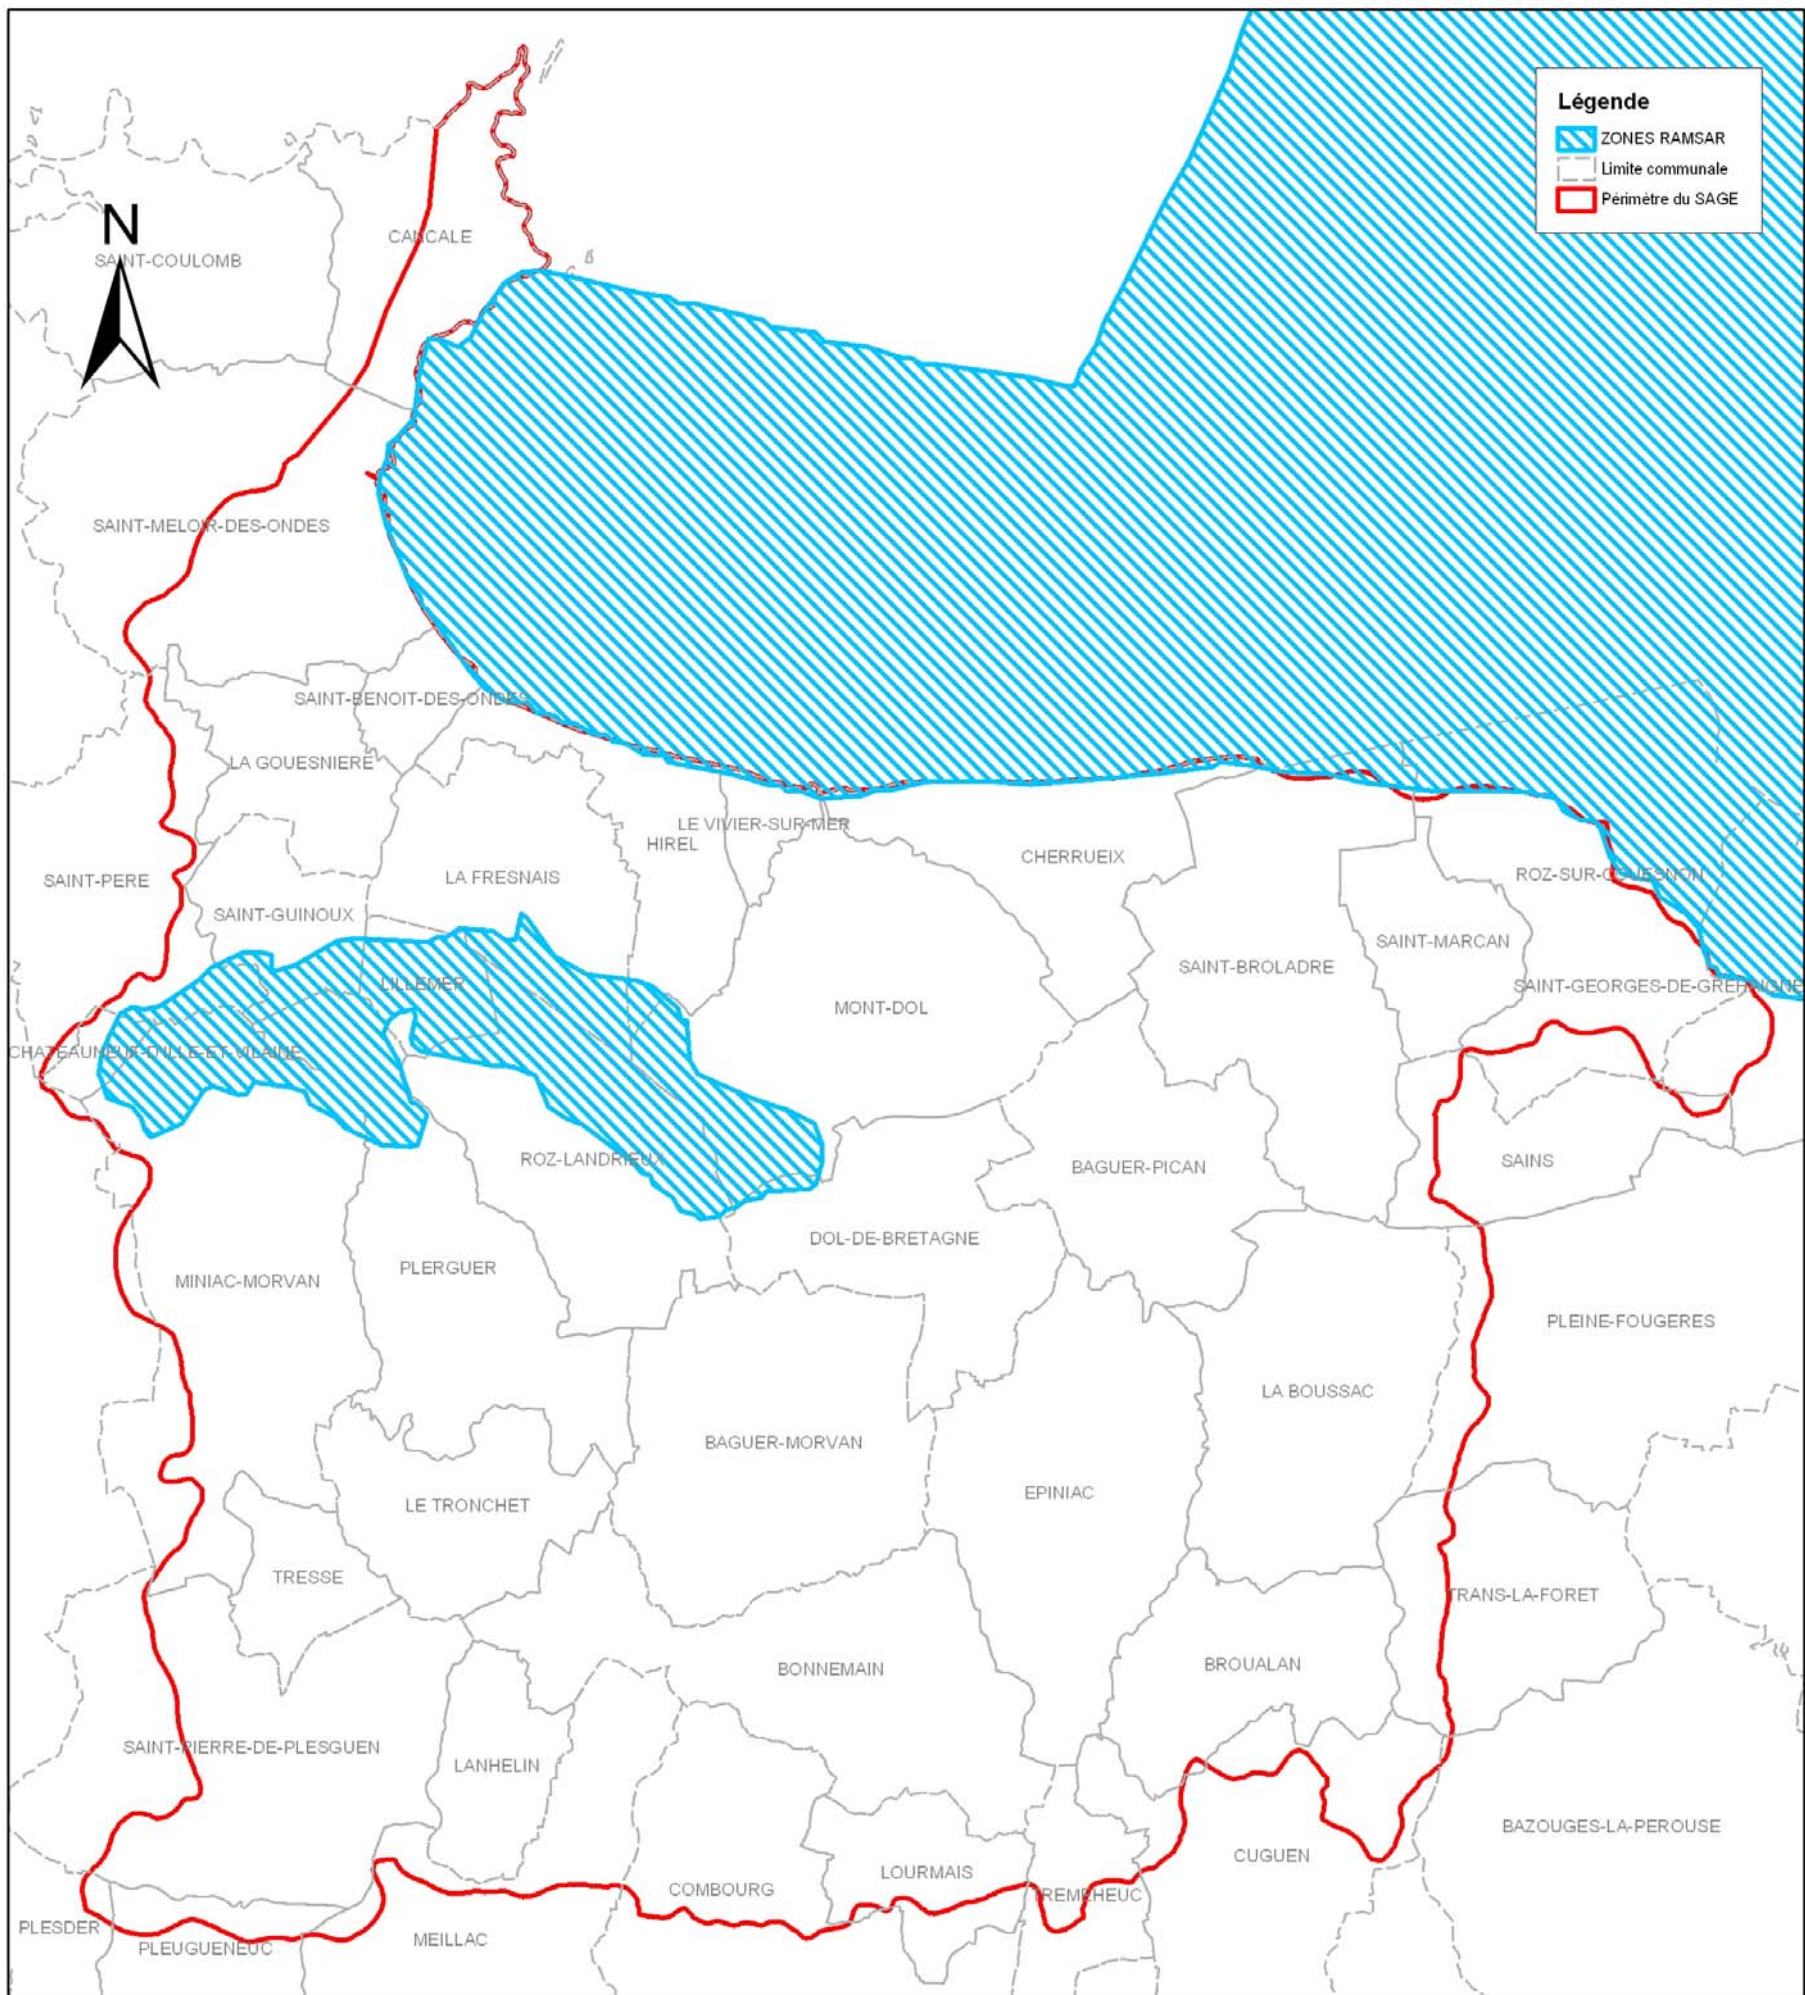 Légende
ZONES RAMSAR
Limite communale
Périmètre du SAGE
N
CANCALE
SAINT-COULOMB
SAINT-MELOIR-DES-ONDES
SAINT-BENOIT-DES-ONDES
LA GOUESNIERE
LE VIVIER-SUR-MER
HIREL
CHERRUEIX
SAINT-PERE
LA FRESNAIS
ROZ-SUR-COUESNON
SAINT-GUINOUX
SAINT-MARCAN
SAINT-BROLADRE
LILLEMER
SAINT-GEORGES-DE-GREHAIGNE
MONT-DOL
CHATEAUNEUF-D'ILLE-ET-VILAINE
ROZ-LANDRIEUX
BAGUER-PICAN
SAINS
DOL-DE-BRETAGNE
PLERGUER
MINIAC-MORVAN
PLEINE-FOUGERES
LA BOUSSAC
BAGUER-MORVAN
EPINIAC
LE TRONCHET
TRESSE
TRANS-LA-FORET
BROUALAN
BONNEMAIN
SAINT-PIERRE-DE-PLESGUEN
LANHELIN
BAZOUGES-LA-PEROUSE
CUGUEN
LOURMAIS
COMBOURG
TREMEHEUC
PLESDER
MEILLAC
PLEUGUENEUC